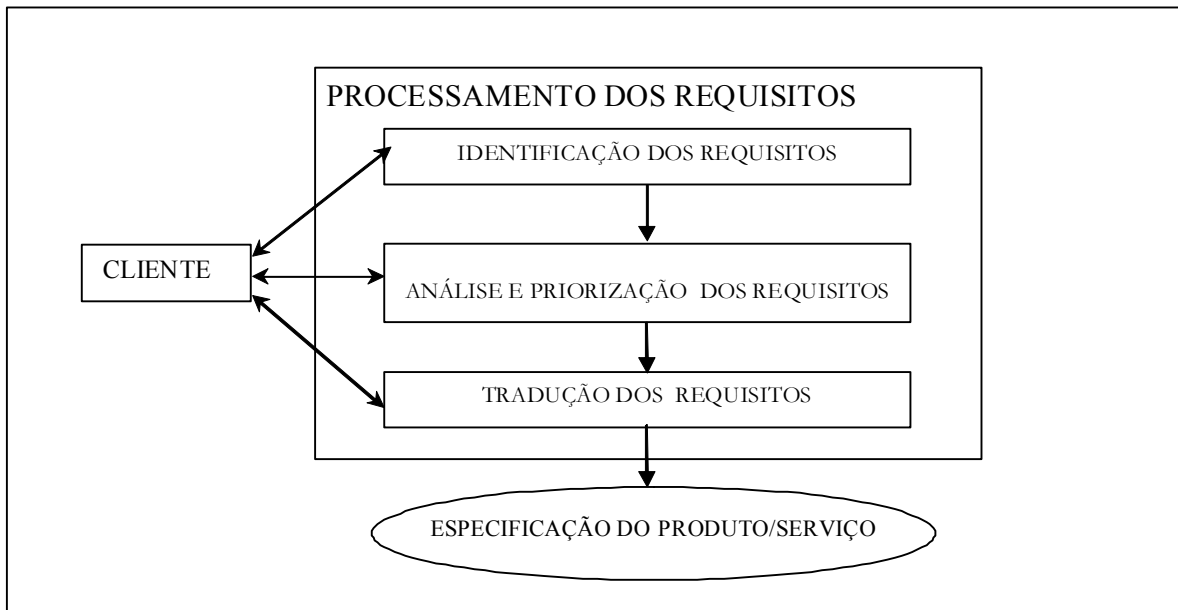 PROCESSAMENTO DOS REQUISITOS
IDENTIFICAÇÃO DOS REQUISITOS
CLIENTE
ANÁLISE E PRIORIZAÇÃO DOS REQUISITOS
TRADUÇÃO DOS REQUISITOS
ESPECIFICAÇÃO DO PRODUTO/SERVIÇO